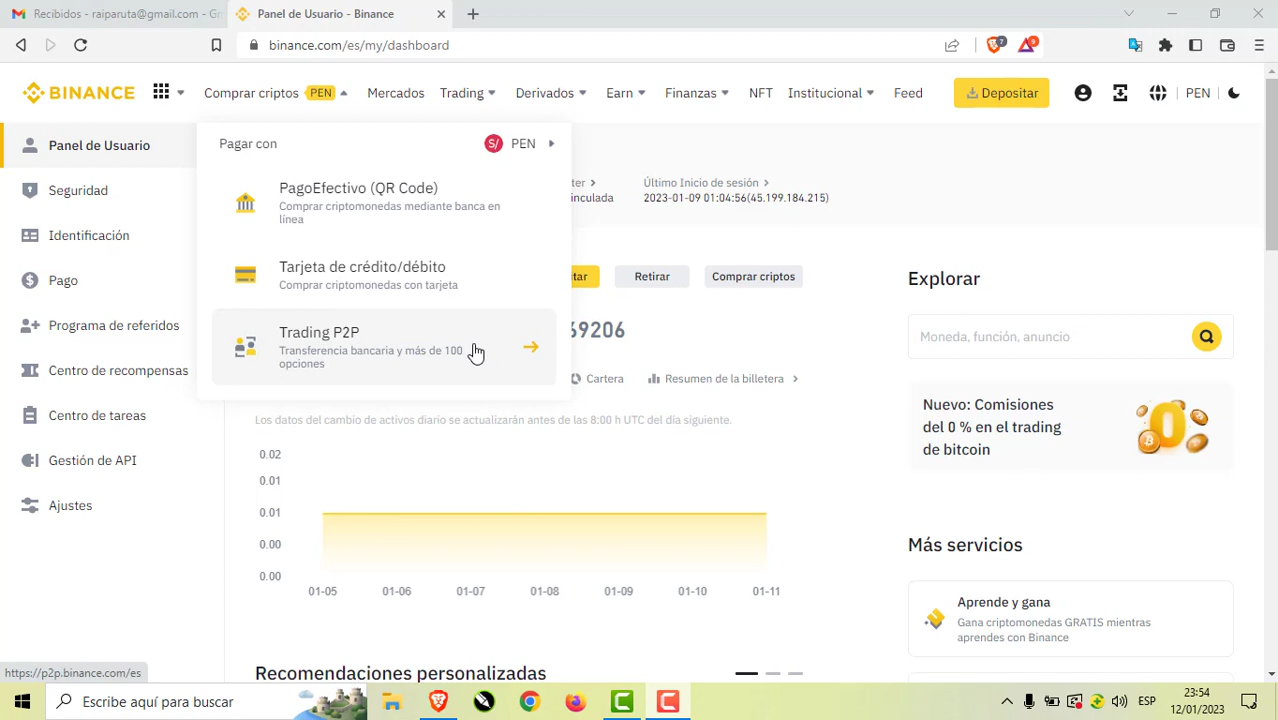 Recibidos - raiparuta@gmail.com - G
Panel de Usuario - Binance
binance.com/es/my/dashboard
7
9
BINANCE
Comprar criptos PEN
Mercados
Trading
Derivados
Earn
Finanzas
NFT
Institucional
Feed
Depositar
PEN
Panel de Usuario
Seguridad
Identificación
Pago
Programa de referidos
Centro de recompensas
Centro de tareas
Gestión de API
Ajustes
Pagar con
S/ PEN
PagoEfectivo (QR Code)
Comprar criptomonedas mediante banca en
línea
Tarjeta de crédito/débito
Comprar criptomonedas con tarjeta
Trading P2P
Transferencia bancaria y más de 100
opciones
ter
inculada
Último Inicio de sesión
2023-01-09 01:04:56(45.199.184.215)
tar
Retirar
Comprar criptos
69206
Cartera
Resumen de la billetera
Los datos del cambio de activos diario se actualizarán antes de las 8:00 h UTC del día siguiente.
0.02
0.01
0.01
0.00
0.00
01-05 01-06 01-07 01-08 01-09 01-10 01-11
Recomendaciones personalizadas
Explorar
Moneda, función, anuncio
Nuevo: Comisiones
del 0 % en el trading
de bitcoin
Más servicios
Aprende y gana
Gana criptomonedas GRATIS mientras
aprendes con Binance
https://p2p.binance.com/es
Escribe aquí para buscar
ESP
23:54
12/01/2023